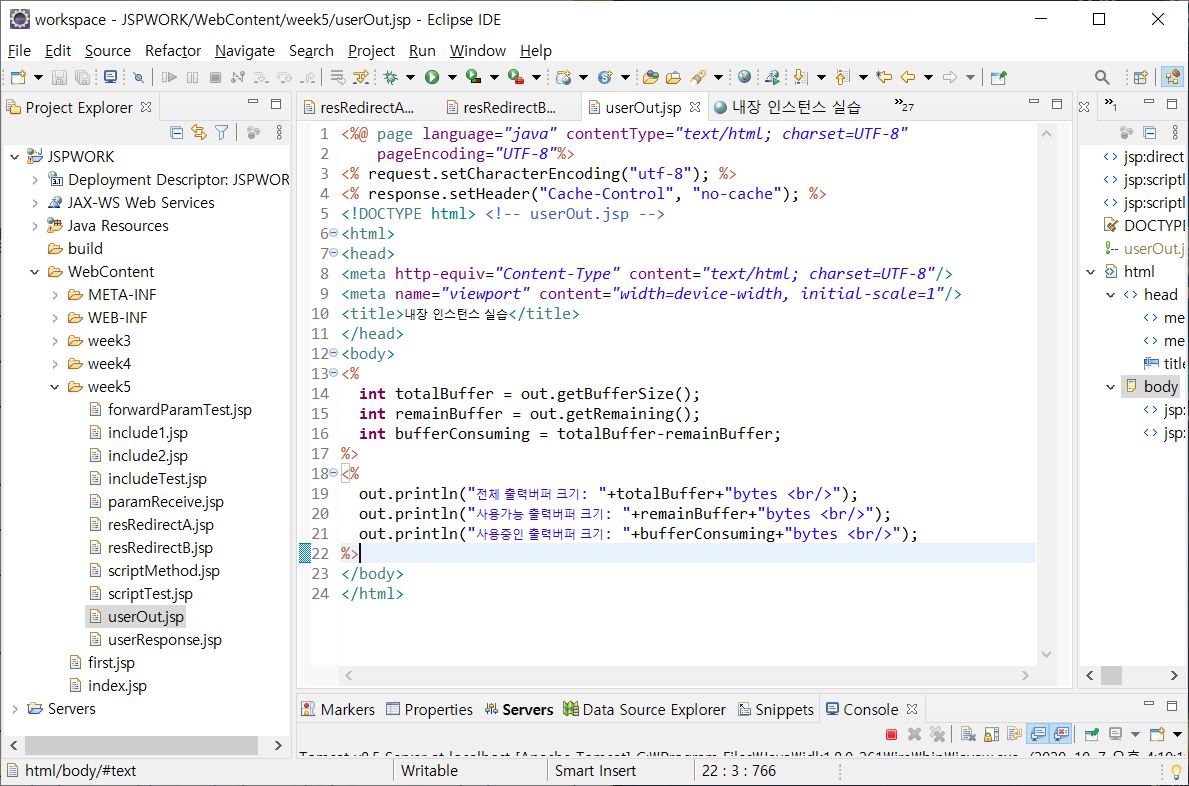 workspace - JSPWORK/WebContent/week5/userOut.jsp - Eclipse IDE
File Edit Source Refactor Navigate Search Project Run Window Help
Project Explorer
JSPWORK
Deployment Descriptor: JSPWOR
JAX-WS Web Services
Java Resources
build
WebContent
META-INF
WEB-INF
week3
week4
week5
forwardParamTest.jsp
include1.jsp
include2.jsp
includeTest.jsp
paramReceive.jsp
resRedirectA.jsp
resRedirectB.jsp
scriptMethod.jsp
scriptTest.jsp
userOut.jsp
userResponse.jsp
first.jsp
index.jsp
Servers
resRedirectA... resRedirectB... userOut.jsp 내장 인스턴스 실습 »27
1 <%@ page language="java" contentType="text/html; charset=UTF-8"
2 pageEncoding="UTF-8"%>
3 <% request.setCharacterEncoding("utf-8"); %>
4 <% response.setHeader("Cache-Control", "no-cache"); %>
5 <!DOCTYPE html> <!-- userOut.jsp -->
6 <html>
7 <head>
8 <meta http-equiv="Content-Type" content="text/html; charset=UTF-8"/>
9 <meta name="viewport" content="width=device-width, initial-scale=1"/>
10 <title>내장 인스턴스 실습</title>
11 </head>
12 <body>
13 <%
14 int totalBuffer = out.getBufferSize();
15 int remainBuffer = out.getRemaining();
16 int bufferConsuming = totalBuffer-remainBuffer;
17 %>
18 <%
19 out.println("전체 출력버퍼 크기: "+totalBuffer+"bytes <br/>");
20 out.println("사용가능 출력버퍼 크기: "+remainBuffer+"bytes <br/>");
21 out.println("사용중인 출력버퍼 크기: "+bufferConsuming+"bytes <br/>");
22 %>
23 </body>
24 </html>
»1
jsp:direct
jsp:scriptl
jsp:scriptl
DOCTYP
userOut.j
html
head
me
me
title
body
jsp:
jsp:
Markers Properties Servers Data Source Explorer Snippets Console
html/body/#text Writable Smart Insert 22 : 3 : 766